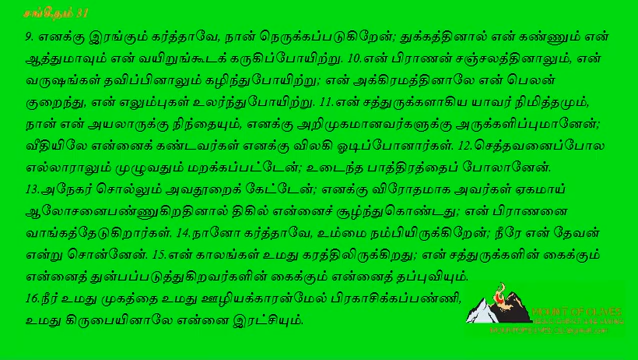 சங்கீதம் 31
9. எனக்கு இரங்கும் கர்த்தாவே, நான் நெருக்கப்படுகிறேன்; துக்கத்தினால் என் கண்ணும் என்
ஆத்துமாவும் என் வயிறுங்கூடக் கருகிப்போயிற்று. 10.என் பிராணன் சஞ்சலத்தினாலும், என்
வருஷங்கள் தவிப்பினாலும் கழிந்துபோயிற்று; என் அக்கிரமத்தினாலே என் பெலன்
குறைந்து, என் எலும்புகள் உலர்ந்துபோயிற்று. 11.என் சத்துருக்களாகிய யாவர் நிமித்தமும்,
நான் என் அயலாருக்கு நிந்தையும், எனக்கு அறிமுகமானவர்களுக்கு அருக்களிப்புமானேன்;
வீதியிலே என்னைக் கண்டவர்கள் எனக்கு விலகி ஓடிப்போனார்கள். 12.செத்தவனைப்போல
எல்லாராலும் முழுவதும் மறக்கப்பட்டேன்; உடைந்த பாத்திரத்தைப் போலானேன்.
13.அநேகர் சொல்லும் அவதூறைக் கேட்டேன்; எனக்கு விரோதமாக அவர்கள் ஏகமாய்
ஆலோசனைபண்ணுகிறதினால் திகில் என்னைச் சூழ்ந்துகொண்டது; என் பிராணனை
வாங்கத்தேடுகிறார்கள். 14.நானோ கர்த்தாவே, உம்மை நம்பியிருக்கிறேன்; நீரே என் தேவன்
என்று சொன்னேன். 15.என் காலங்கள் உமது கரத்திலிருக்கிறது; என் சத்துருக்களின் கைக்கும்
என்னைத் துன்பப்படுத்துகிறவர்களின் கைக்கும் என்னைத் தப்புவியும்.
16.நீர் உமது முகத்தை உமது ஊழியக்காரன்மேல் பிரகாசிக்கப்பண்ணி,
உமது கிருபையினாலே என்னை இரட்சியும்.